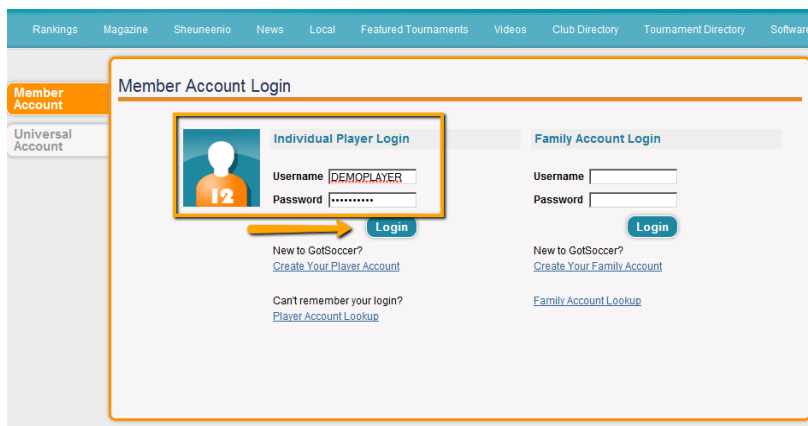 Rankings Magazine Sheuneenio News Local Featured Tournaments Videos Club Directory Tournament Directory Software
Member
Account
Universal
Account
Member Account Login
Individual Player Login
Username DEMOPLAYER
Password ••••••••••
Login
New to GotSoccer?
Create Your Player Account
Can't remember your login?
Player Account Lookup
12
Family Account Login
Username
Password
Login
New to GotSoccer?
Create Your Family Account
Family Account Lookup